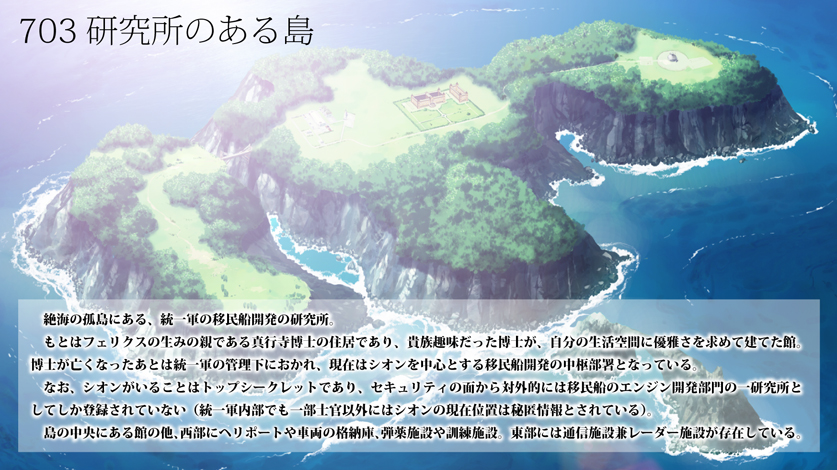 703研究所のある島
絶海の孤島にある、統一軍の移民船開発の研究所。
もとはフェリクスの生みの親である真行寺博士の住居であり、貴族趣味だった博士が、自分の生活空間に優雅さを求めて建てた館。
博士が亡くなったあとは統一軍の管理下におかれ、現在はシオンを中心とする移民船開発の中枢部署となっている。
なお、シオンがいることはトップシークレットであり、セキュリティの面から対外的には移民船のエンジン開発部門の一研究所と
してしか登録されていない（統一軍内部でも一部士官以外にはシオンの現在位置は秘匿情報とされている）。
島の中央にある館の他、西部にヘリポートや車両の格納庫、弾薬施設や訓練施設。東部には通信施設兼レーダー施設が存在している。